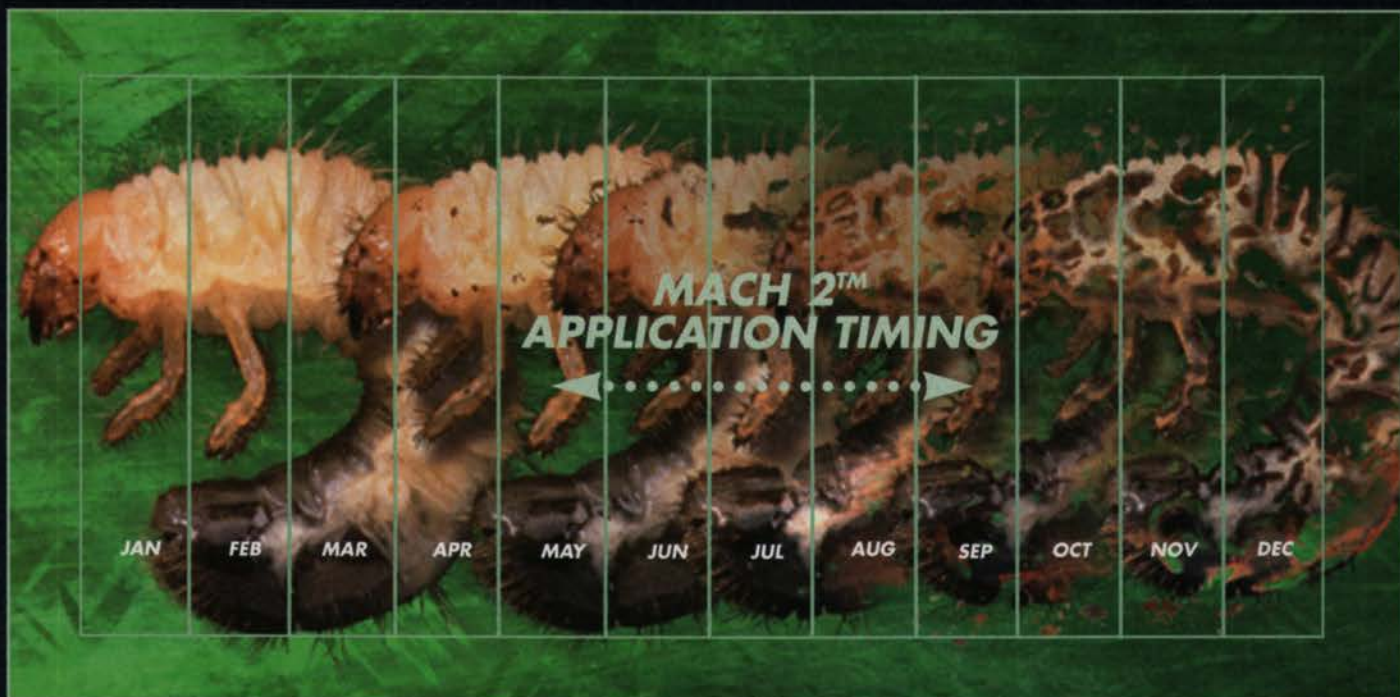 MACH 2™
APPLICATION TIMING
JAN FEB MAR APR MAY JUN JUL AUG SEP OCT NOV DEC